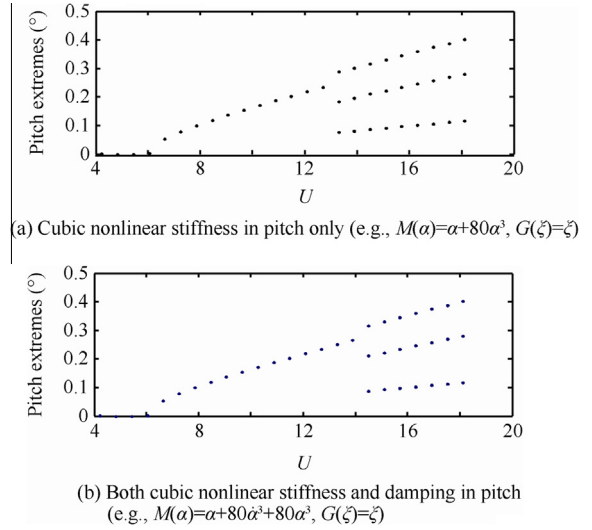 0.5
0.4
0.3
0.2
0.1
0
Pitch extremes (°)
4 8 12 16 20
U
(a) Cubic nonlinear stiffness in pitch only (e.g., M(α)=α+80α³, G(ξ)=ξ)
0.5
0.4
0.3
0.2
0.1
0
Pitch extremes (°)
4 8 12 16 20
U
(b) Both cubic nonlinear stiffness and damping in pitch
(e.g., M(α)=α+80α̇³+80α³, G(ξ)=ξ)